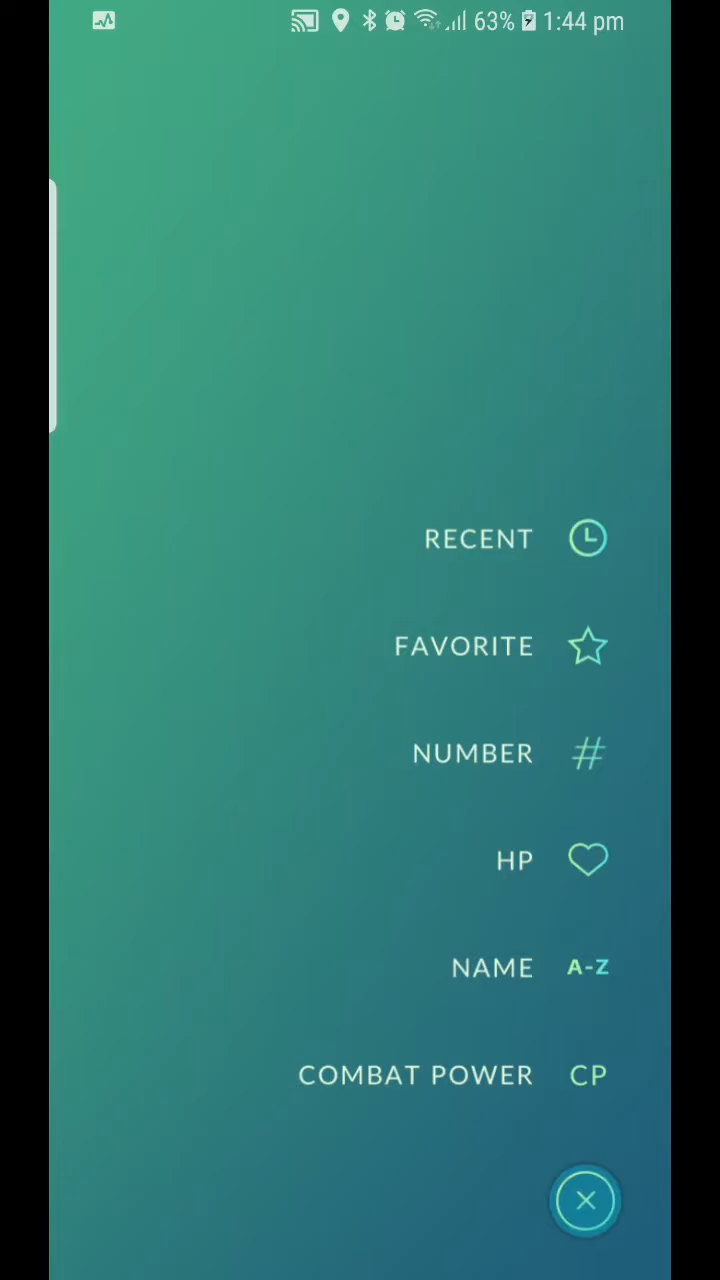 63% 1:44 pm
RECENT
FAVORITE
NUMBER #
HP
NAME A-Z
COMBAT POWER CP